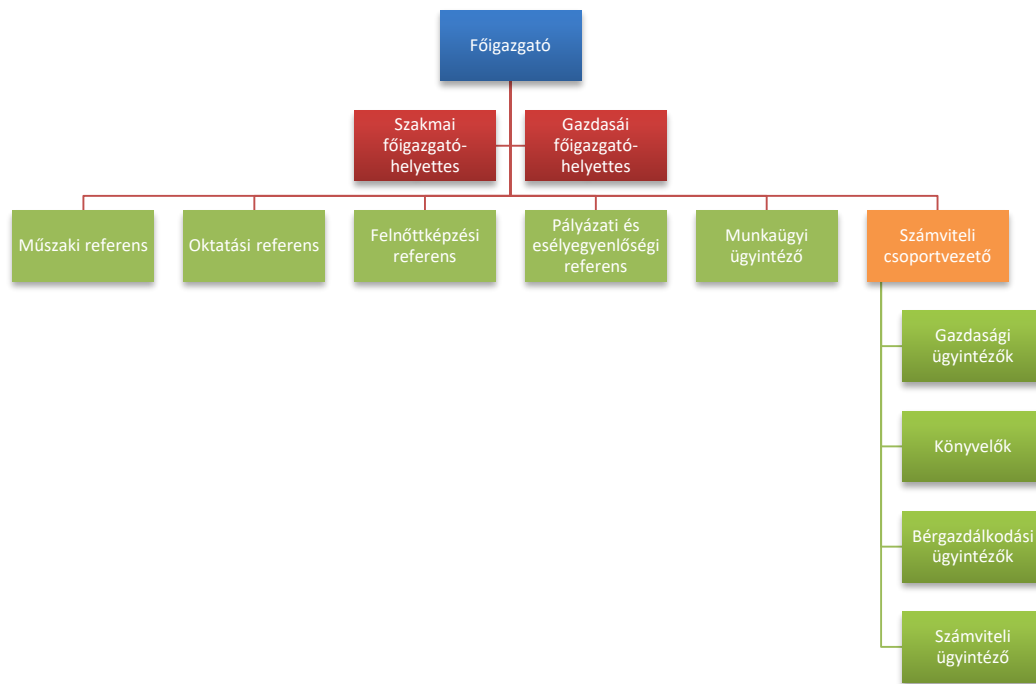 Főigazgató
Szakmai
főigazgató-
helyettes
Gazdasái
főigazgató-
helyettes
Műszaki referens
Oktatási referens
Felnőttképzési
referens
Pályázati és
esélyegyenlőségi
referens
Munkaügyi
ügyintéző
Számviteli
csoportvezető
Gazdasági
ügyintézők
Könyvelők
Bérgazdálkodási
ügyintézők
Számviteli
ügyintéző